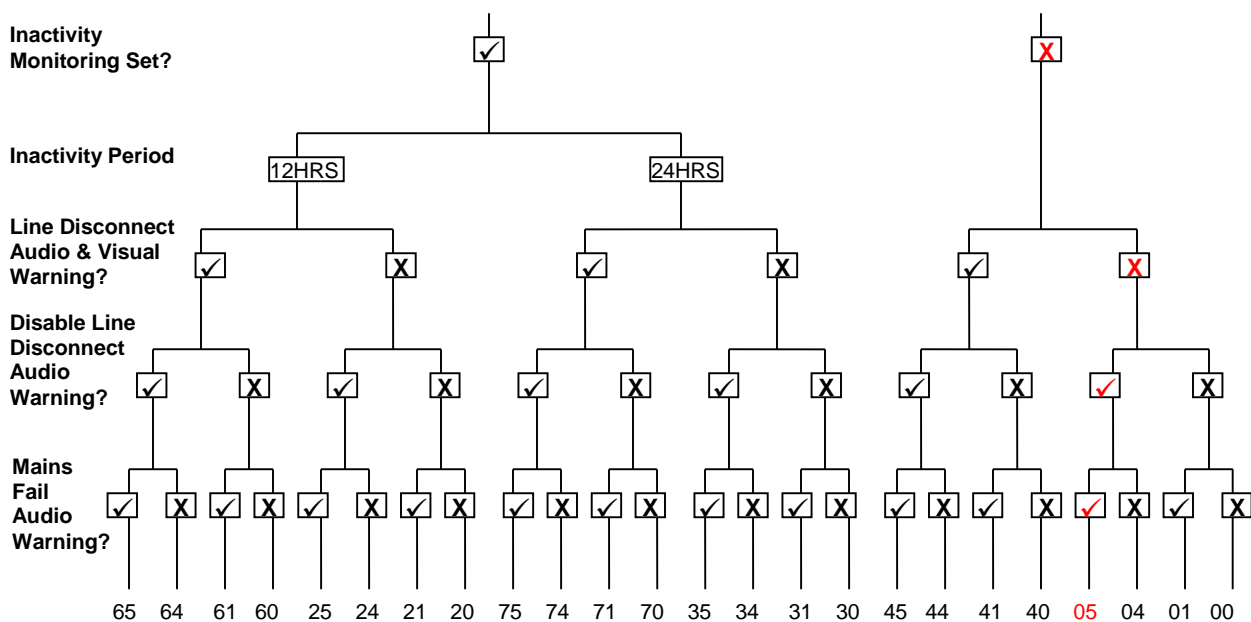 Inactivity
Monitoring Set?
✓ X
Inactivity Period
12HRS 24HRS
Line Disconnect
Audio & Visual
Warning?
✓ X ✓ X ✓ X
Disable Line
Disconnect
Audio
Warning?
✓ X ✓ X ✓ X ✓ X ✓ X ✓ X
Mains
Fail
Audio
Warning?
✓ X ✓ X ✓ X ✓ X ✓ X ✓ X ✓ X ✓ X ✓ X ✓ X ✓ X ✓ X
65 64 61 60 25 24 21 20 75 74 71 70 35 34 31 30 45 44 41 40 05 04 01 00